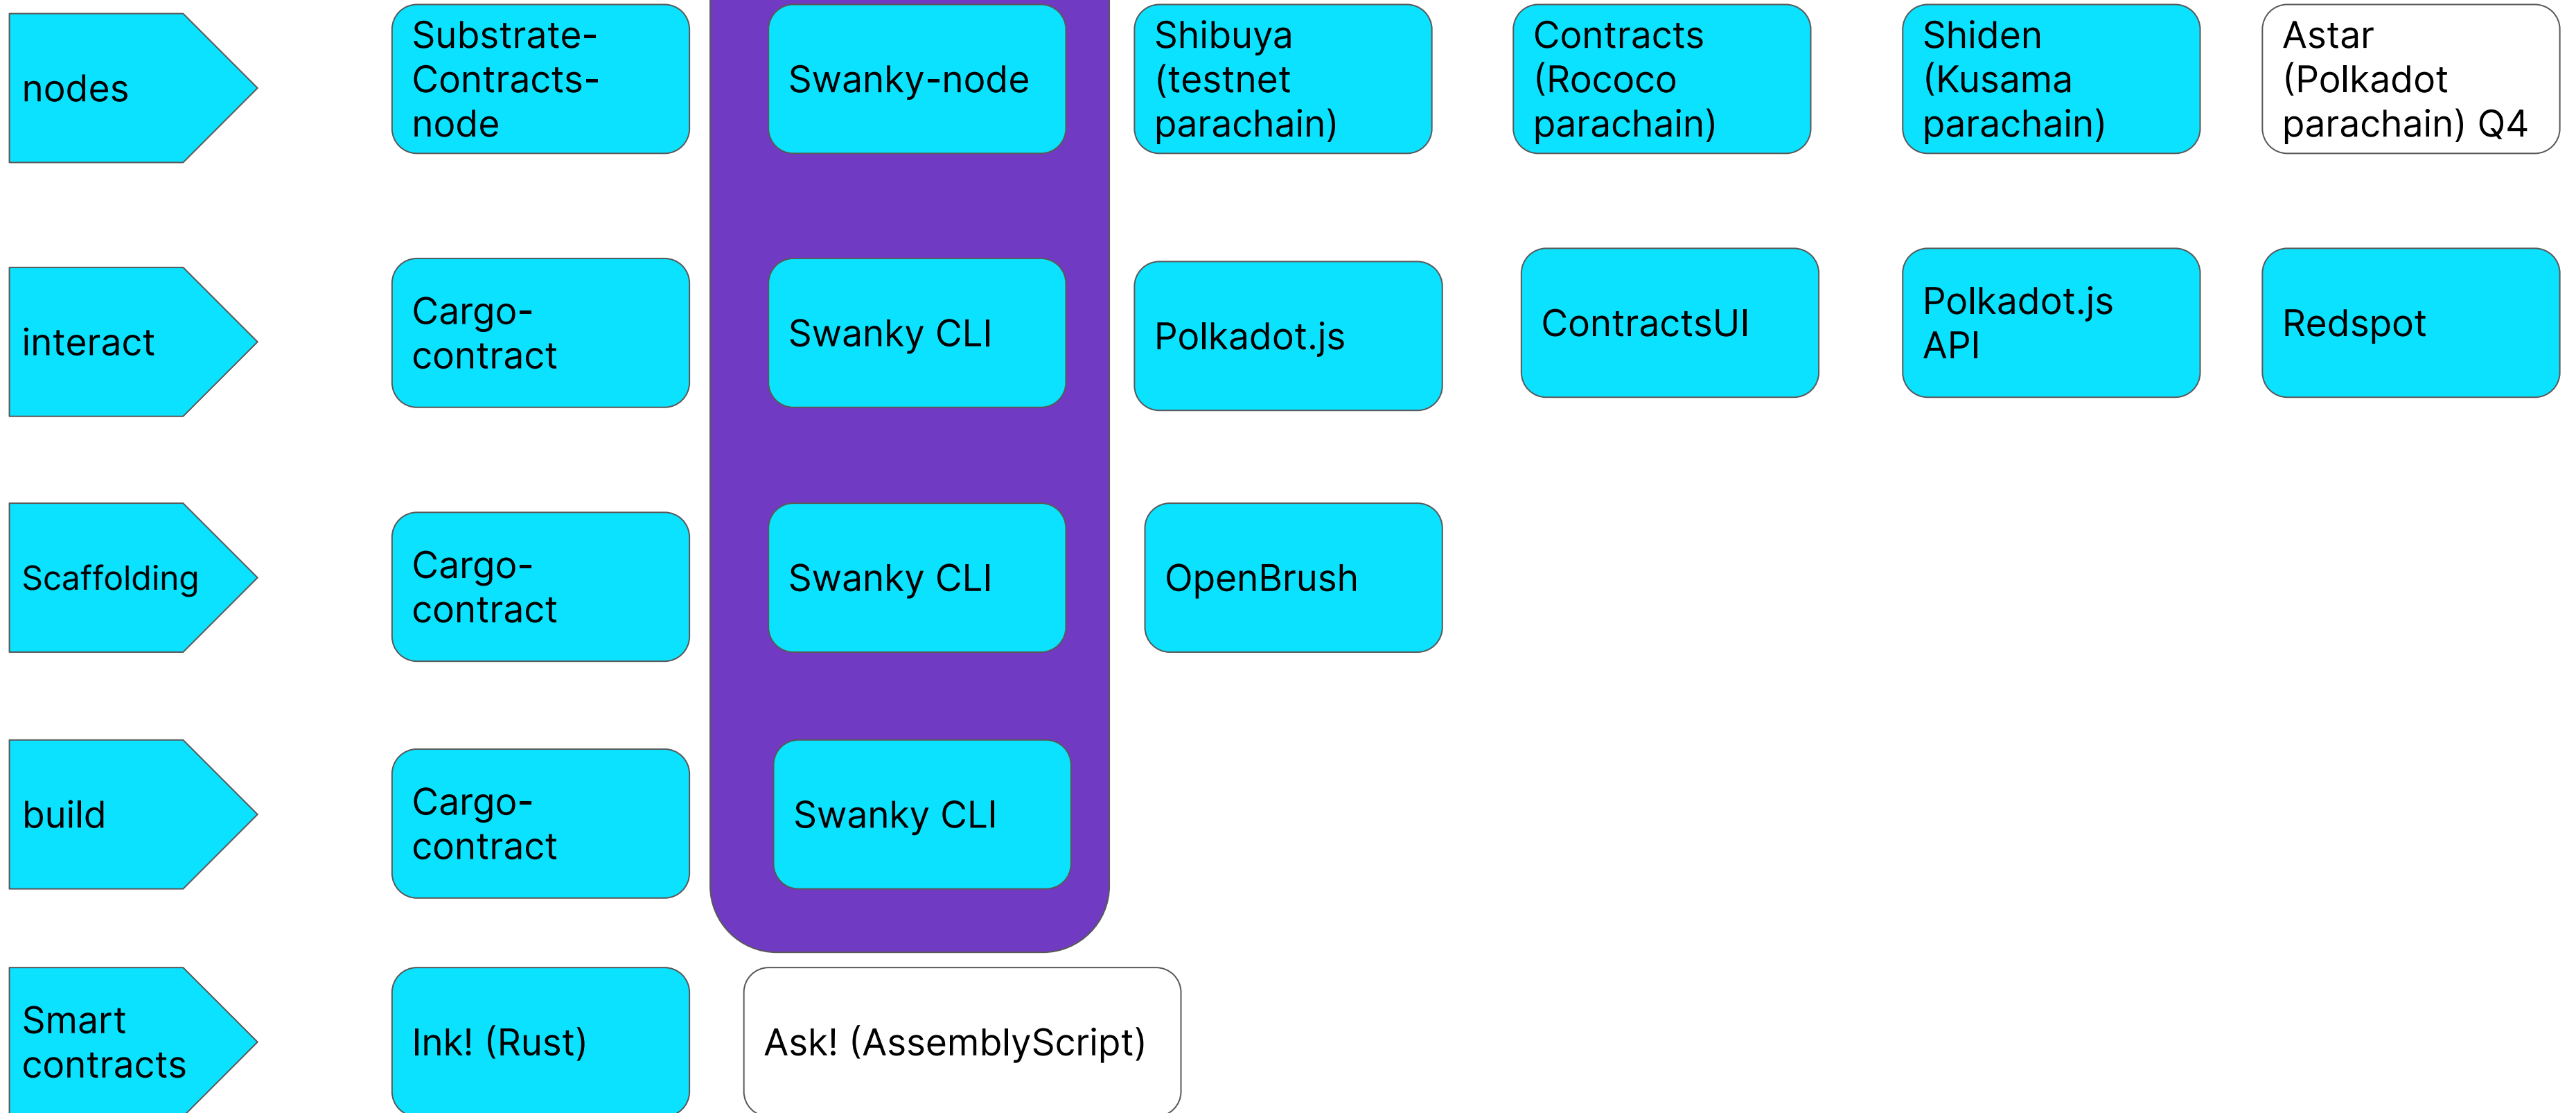 nodes
Substrate-
Contracts-
node
Swanky-node
Shibuya
(testnet
parachain)
Contracts
(Rococo
parachain)
Shiden
(Kusama
parachain)
Astar
(Polkadot
parachain) Q4
interact
Cargo-
contract
Swanky CLI
Polkadot.js
ContractsUI
Polkadot.js
API
Redspot
Scaffolding
Cargo-
contract
Swanky CLI
OpenBrush
build
Cargo-
contract
Swanky CLI
Smart
contracts
Ink! (Rust)
Ask! (AssemblyScript)